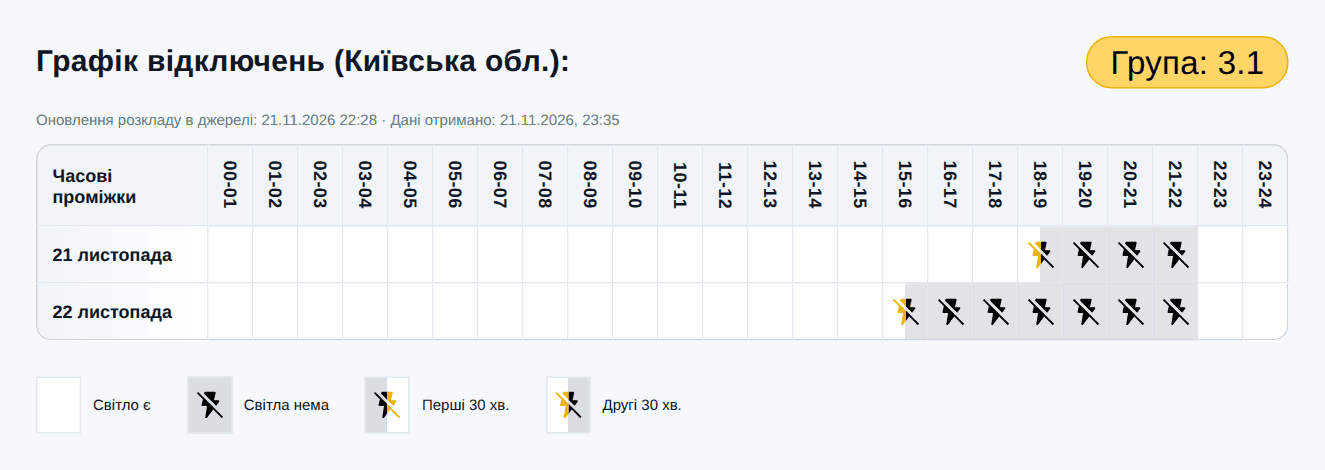 Графік відключень (Київська обл.):
Група: 3.1
Оновлення розкладу в джерелі: 21.11.2026 22:28 · Дані отримано: 21.11.2026, 23:35
Часові
проміжки
00-01
01-02
02-03
03-04
04-05
05-06
06-07
07-08
08-09
09-10
10-11
11-12
12-13
13-14
14-15
15-16
16-17
17-18
18-19
19-20
20-21
21-22
22-23
23-24
21 листопада
22 листопада
Світло є
Світла нема
Перші 30 хв.
Другі 30 хв.